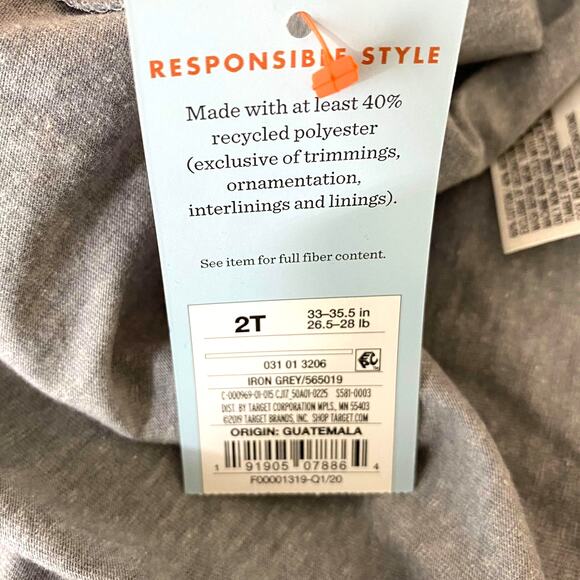 RESPONSIBLE STYLE
Made with at least 40%
recycled polyester
(exclusive of trimmings,
ornamentation,
interlinings and linings).
See item for full fiber content.
2T
33–35.5 in
26.5–28 lb
031 01 3206
IRON GREY/565019
C-000969-01-015 CJ17_50A01-0225 S581-0003
DIST. BY TARGET CORPORATION MPLS., MN 55403
©2019 TARGET BRANDS, INC. SHOP TARGET.COM
ORIGIN: GUATEMALA
1 91905 07886 4
F00001319-Q1/20